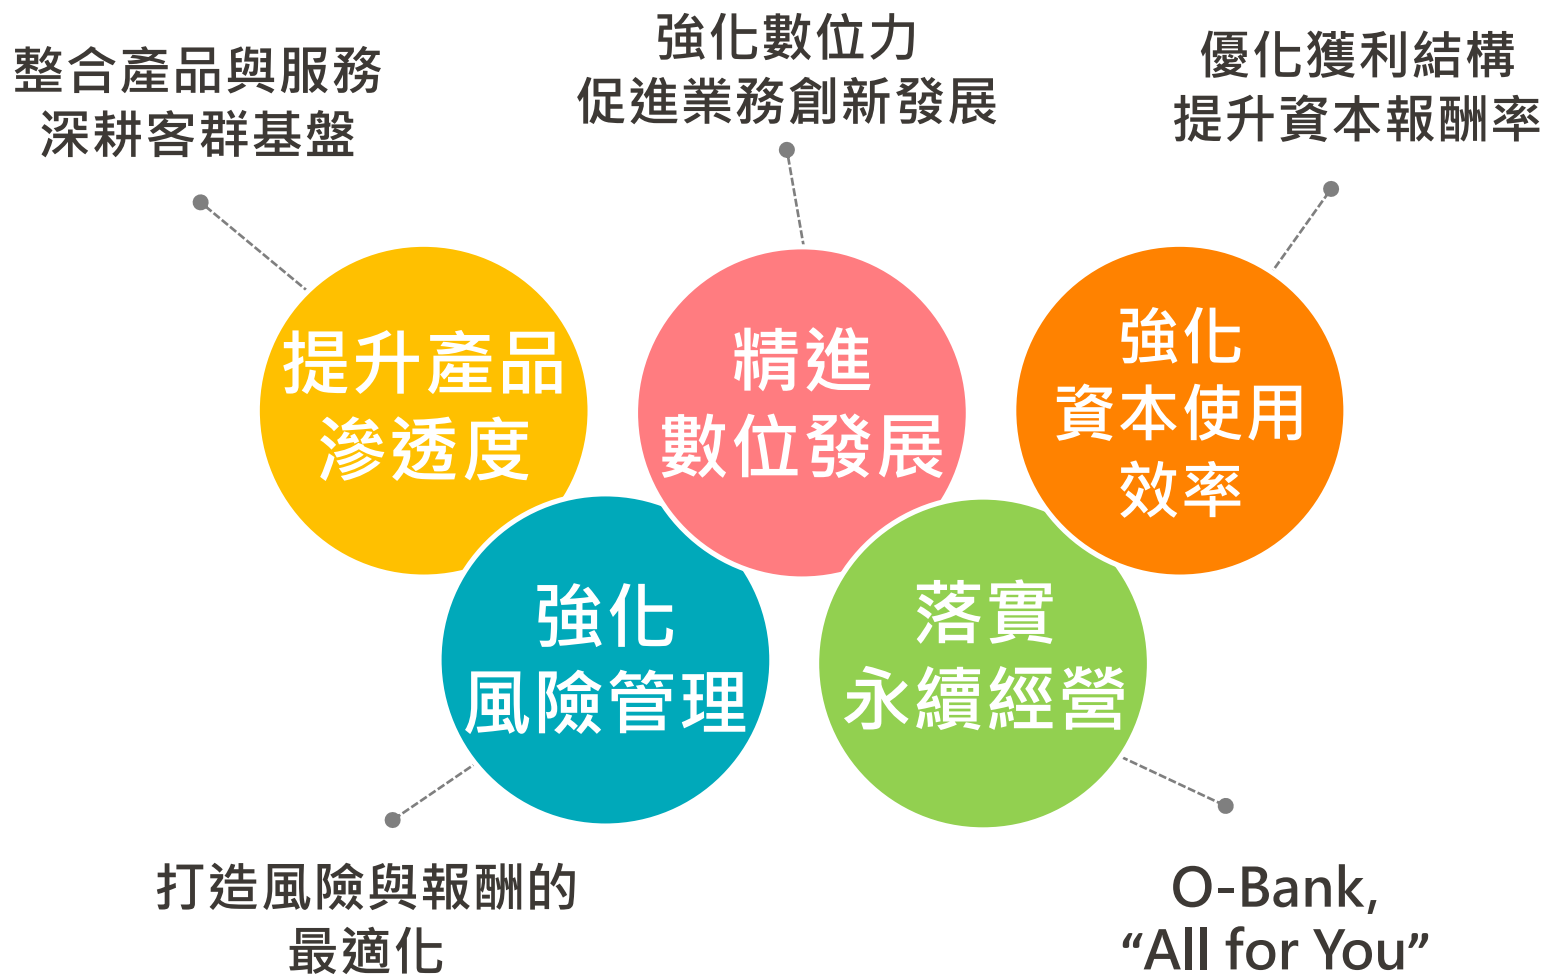 整合產品與服務
深耕客群基盤
強化數位力
促進業務創新發展
優化獲利結構
提升資本報酬率
提升產品
滲透度
精進
數位發展
強化
資本使用
效率
強化
風險管理
落實
永續經營
打造風險與報酬的
最適化
O-Bank,
“All for You”